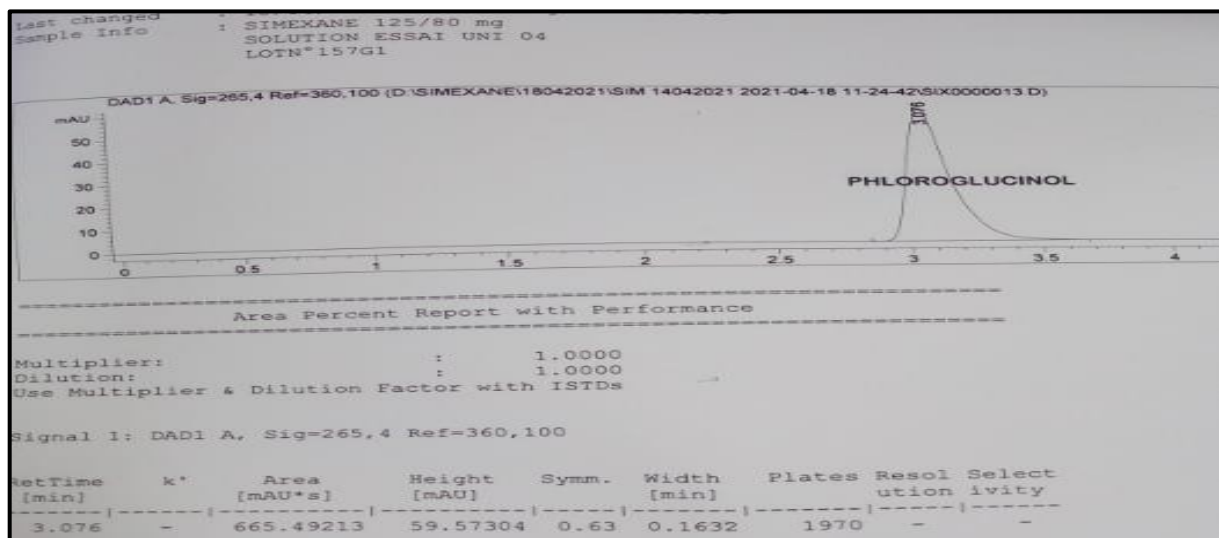 Last changed :
Sample Info : SIMEXANE 125/80 mg
SOLUTION ESSAI UNI 04
LOTN°157G1
DAD1 A, Sig=265,4 Ref=360,100 (D:\SIMEXANE\18042021\SIM 14042021 2021-04-18 11-24-42\SIX0000013.D)
mAU
3.076
50
40
PHLOROGLUCINOL
30
20
10
0
0 0.5 1 1.5 2 2.5 3 3.5 4
=====================================================================
Area Percent Report with Performance
=====================================================================
Multiplier: : 1.0000
Dilution: : 1.0000
Use Multiplier & Dilution Factor with ISTDs
Signal 1: DAD1 A, Sig=265,4 Ref=360,100
RetTime k' Area Height Symm. Width Plates Resol Select
[min] [mAU*s] [mAU] [min] ution ivity
-------|------|----------|----------|-----|-------|-------|------|------
3.076 - 665.49213 59.57304 0.63 0.1632 1970 - -